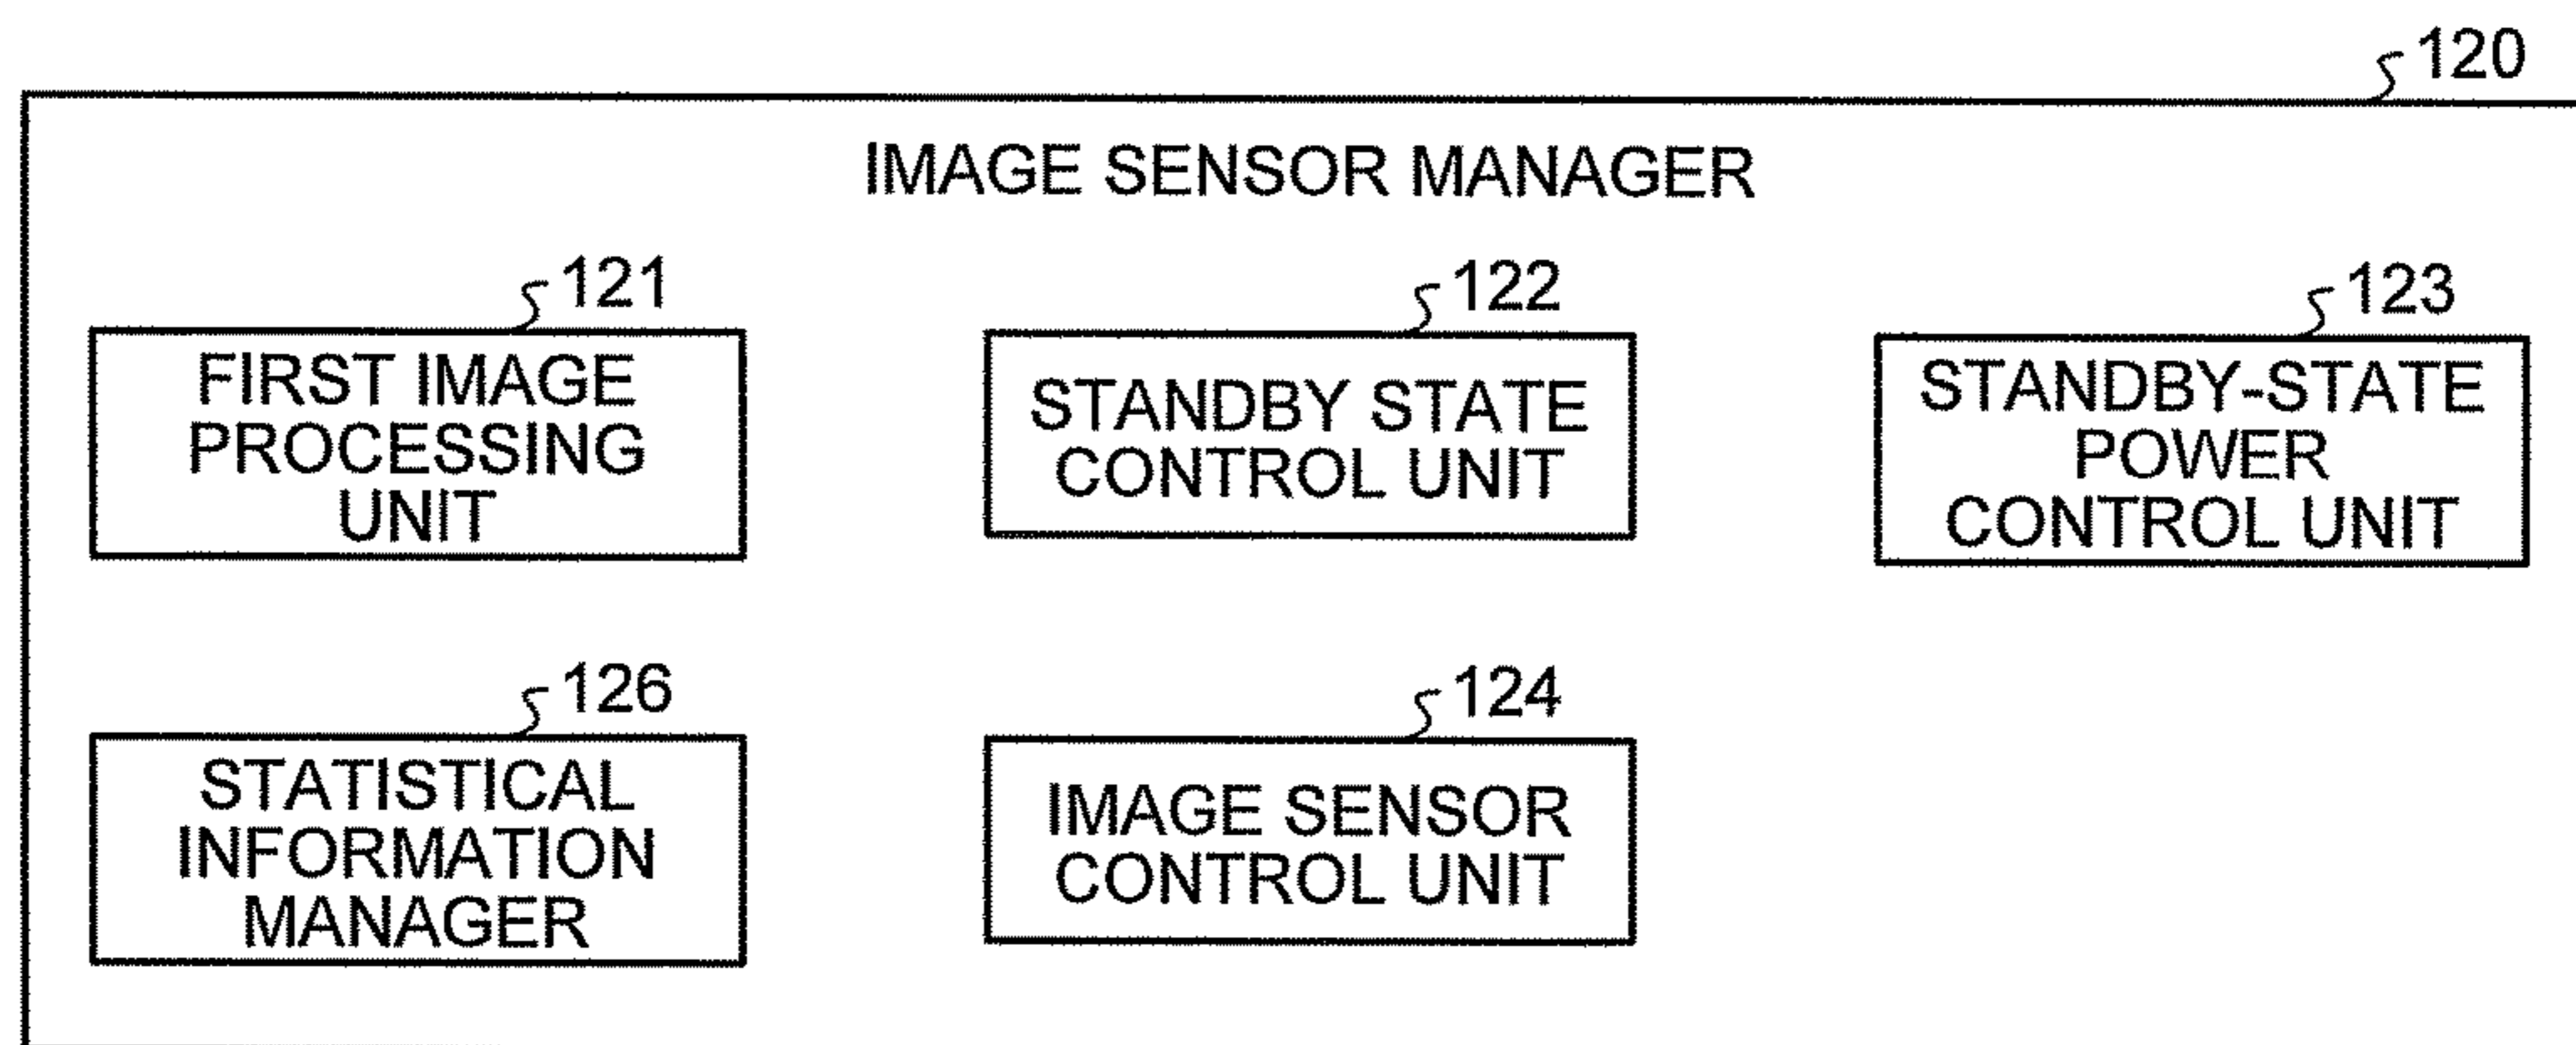 120
IMAGE SENSOR MANAGER
121
FIRST IMAGE
PROCESSING
UNIT
122
STANDBY STATE
CONTROL UNIT
123
STANDBY-STATE
POWER
CONTROL UNIT
126
STATISTICAL
INFORMATION
MANAGER
124
IMAGE SENSOR
CONTROL UNIT